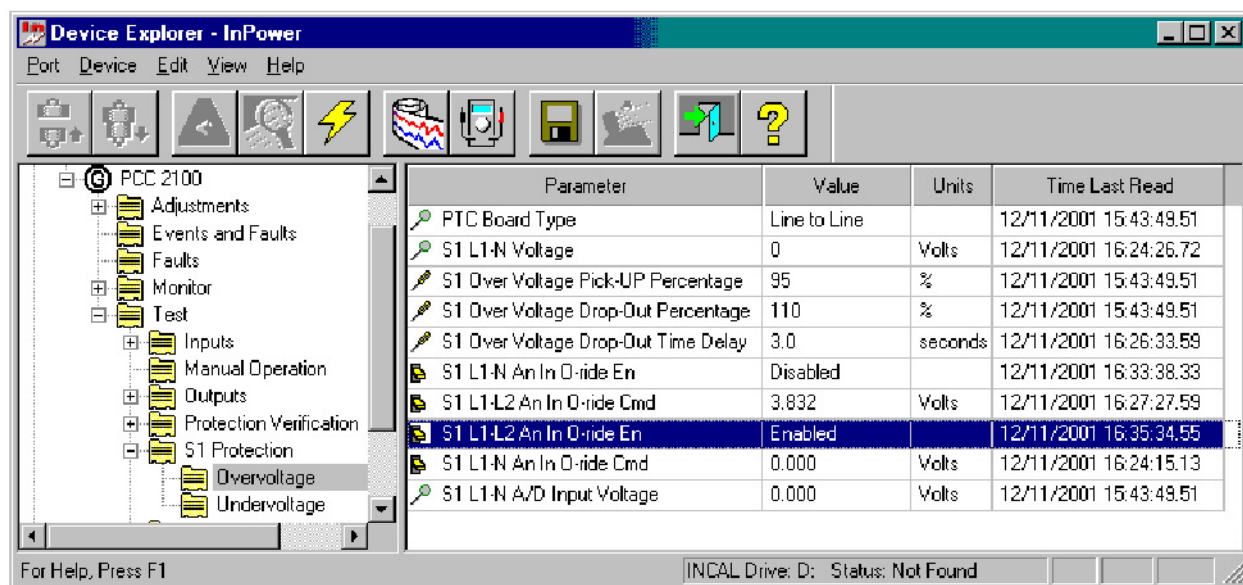 Device Explorer - InPower
Port Device Edit View Help
PCC 2100
Adjustments
Events and Faults
Faults
Monitor
Test
Inputs
Manual Operation
Outputs
Protection Verification
S1 Protection
Overvoltage
Undervoltage
Parameter Value Units Time Last Read
PTC Board Type Line to Line 12/11/2001 15:43:49.51
S1 L1-N Voltage 0 Volts 12/11/2001 16:24:26.72
S1 Over Voltage Pick-UP Percentage 95 % 12/11/2001 15:43:49.51
S1 Over Voltage Drop-Out Percentage 110 % 12/11/2001 15:43:49.51
S1 Over Voltage Drop-Out Time Delay 3.0 seconds 12/11/2001 16:26:33.59
S1 L1-N An In O-ride En Disabled 12/11/2001 16:33:38.33
S1 L1-L2 An In O-ride Cmd 3.832 Volts 12/11/2001 16:27:27.59
S1 L1-L2 An In O-ride En Enabled 12/11/2001 16:35:34.55
S1 L1-N An In O-ride Cmd 0.000 Volts 12/11/2001 16:24:15.13
S1 L1-N A/D Input Voltage 0.000 Volts 12/11/2001 15:43:49.51
For Help, Press F1 INCAL Drive: D: Status: Not Found